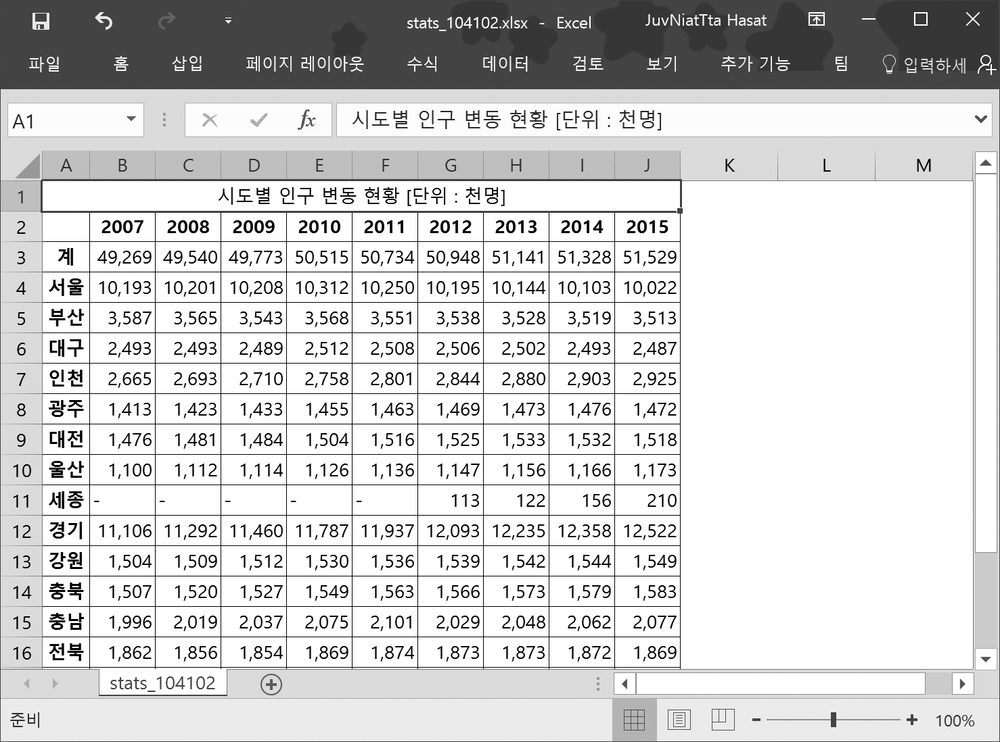 stats_104102.xlsx - Excel JuvNiatTta Hasat
파일 홈 삽입 페이지 레이아웃 수식 데이터 검토 보기 추가 기능 팀 입력하세
A1 fx 시도별 인구 변동 현황 [단위 : 천명]
A B C D E F G H I J K L M
1 시도별 인구 변동 현황 [단위 : 천명]
2 2007 2008 2009 2010 2011 2012 2013 2014 2015
3 계 49,269 49,540 49,773 50,515 50,734 50,948 51,141 51,328 51,529
4 서울 10,193 10,201 10,208 10,312 10,250 10,195 10,144 10,103 10,022
5 부산 3,587 3,565 3,543 3,568 3,551 3,538 3,528 3,519 3,513
6 대구 2,493 2,493 2,489 2,512 2,508 2,506 2,502 2,493 2,487
7 인천 2,665 2,693 2,710 2,758 2,801 2,844 2,880 2,903 2,925
8 광주 1,413 1,423 1,433 1,455 1,463 1,469 1,473 1,476 1,472
9 대전 1,476 1,481 1,484 1,504 1,516 1,525 1,533 1,532 1,518
10 울산 1,100 1,112 1,114 1,126 1,136 1,147 1,156 1,166 1,173
11 세종 - - - - - 113 122 156 210
12 경기 11,106 11,292 11,460 11,787 11,937 12,093 12,235 12,358 12,522
13 강원 1,504 1,509 1,512 1,530 1,536 1,539 1,542 1,544 1,549
14 충북 1,507 1,520 1,527 1,549 1,563 1,566 1,573 1,579 1,583
15 충남 1,996 2,019 2,037 2,075 2,101 2,029 2,048 2,062 2,077
16 전북 1,862 1,856 1,854 1,869 1,874 1,873 1,873 1,872 1,869
stats_104102
준비 100%